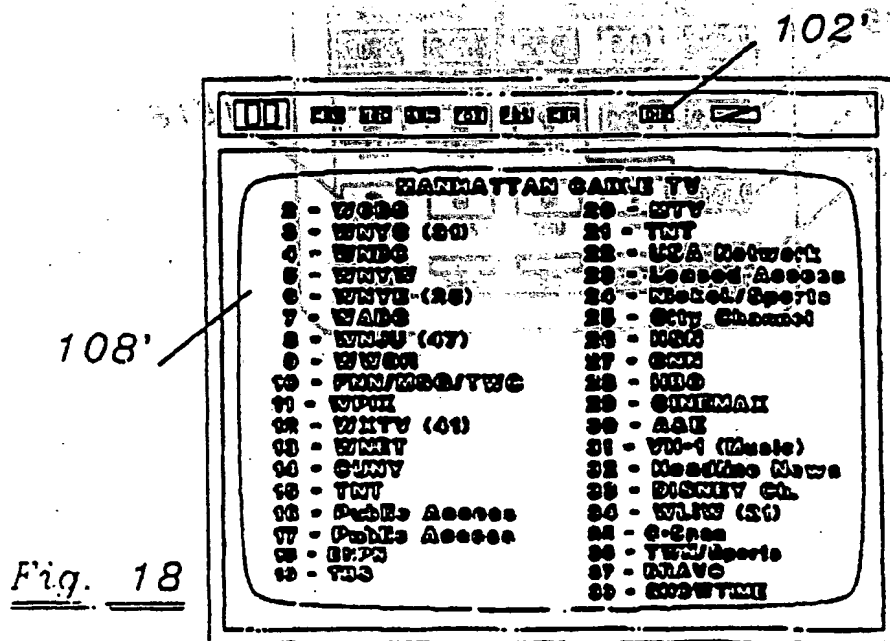 102'
MANHATTAN CABLE TV
2 - WCBS
3 - WNYC (31)
4 - WNBC
5 - WNYW
6 - WNYE (25)
7 - WABC
8 - WNJU (47)
9 - WWOR
10 - FNN/MSG/TWC
11 - WPIX
12 - WXTV (41)
13 - WNET
14 - CUNY
15 - TNT
16 - Public Access
17 - Public Access
18 - ESPN
19 - TBS
20 - MTV
21 - TNT
22 - USA Network
23 - Leased Access
24 - Nickel/Sports
25 - City Channel
26 - HSN
27 - CNN
28 - HBO
29 - CINEMAX
30 - A&E
31 - VH-1 (Music)
32 - Headline News
33 - DISNEY Ch.
34 - WLIW (21)
35 - C-Span
36 - TWN/Sports
37 - BRAVO
38 - SHOWTIME
108'
Fig. 18